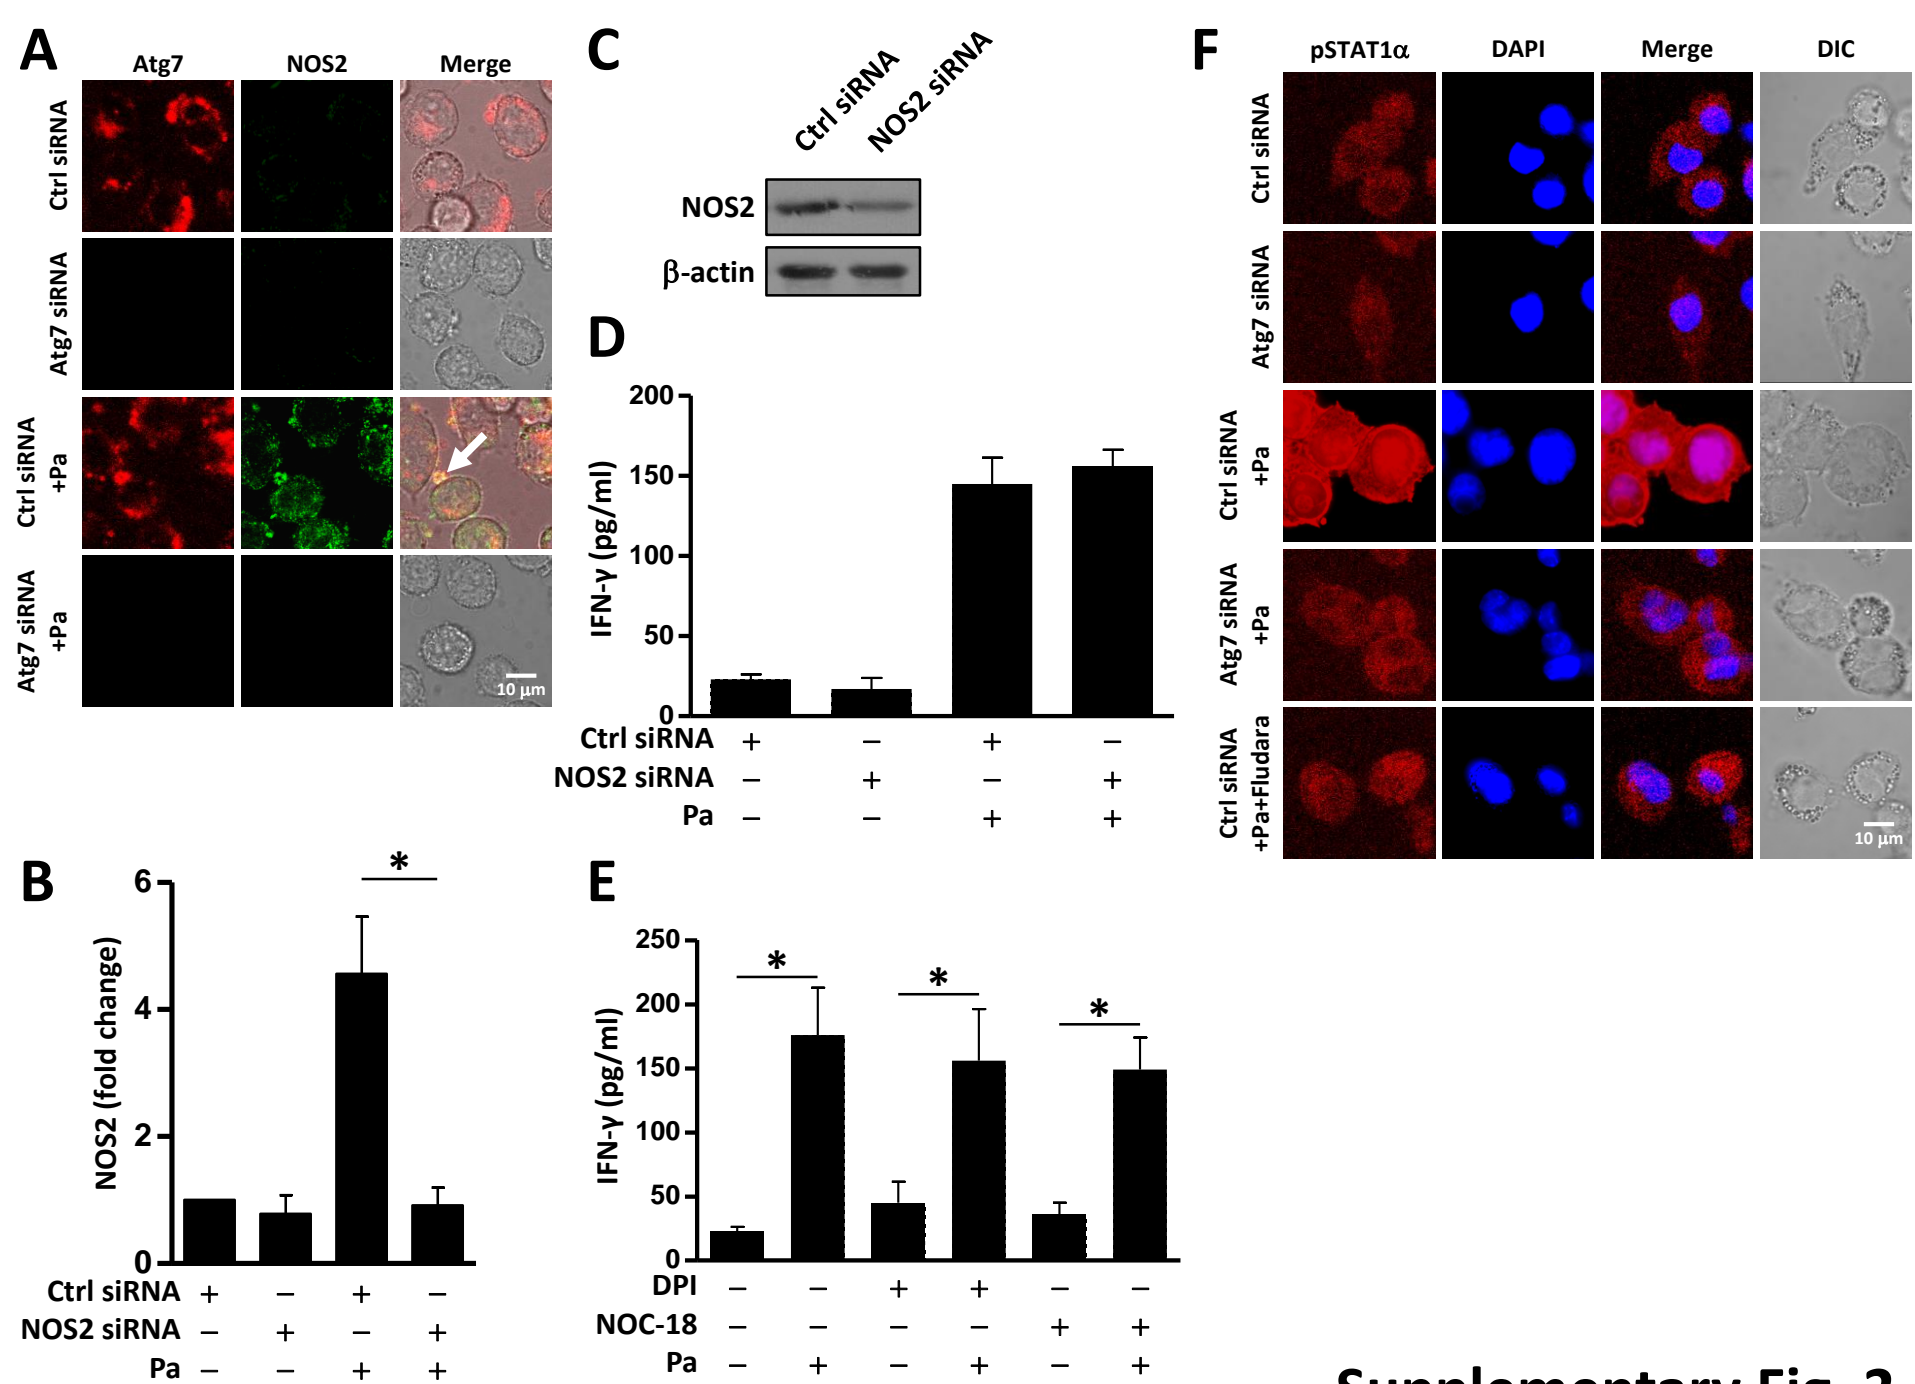 A
Atg7 NOS2 Merge
Ctrl siRNA
Atg7 siRNA
Ctrl siRNA
+Pa
Atg7 siRNA
+Pa
10 µm
B
*
NOS2 (fold change)
6
4
2
0
Ctrl siRNA + – + –
NOS2 siRNA – + – +
Pa – – + +
C
Ctrl siRNA
NOS2 siRNA
NOS2
β-actin
D
IFN-γ (pg/ml)
200
150
100
50
0
Ctrl siRNA + – + –
NOS2 siRNA – + – +
Pa – – + +
E
* * *
IFN-γ (pg/ml)
250
200
150
100
50
0
DPI – – + + – –
NOC-18 – – – – + +
Pa – + – + – +
F
pSTAT1α DAPI Merge DIC
Ctrl siRNA
Atg7 siRNA
Ctrl siRNA
+Pa
Atg7 siRNA
+Pa
Ctrl siRNA
+Pa+Fludara
10 µm
Supplementary Fig.